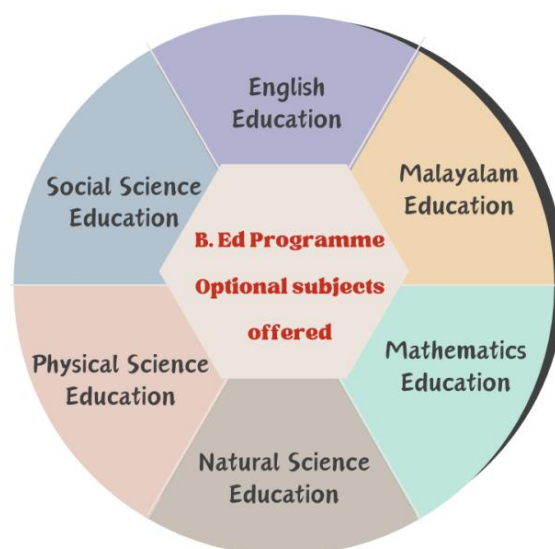 English
Education
Malayalam
Education
Mathematics
Education
Natural Science
Education
Physical Science
Education
Social Science
Education
B. Ed Programme
Optional subjects
offered